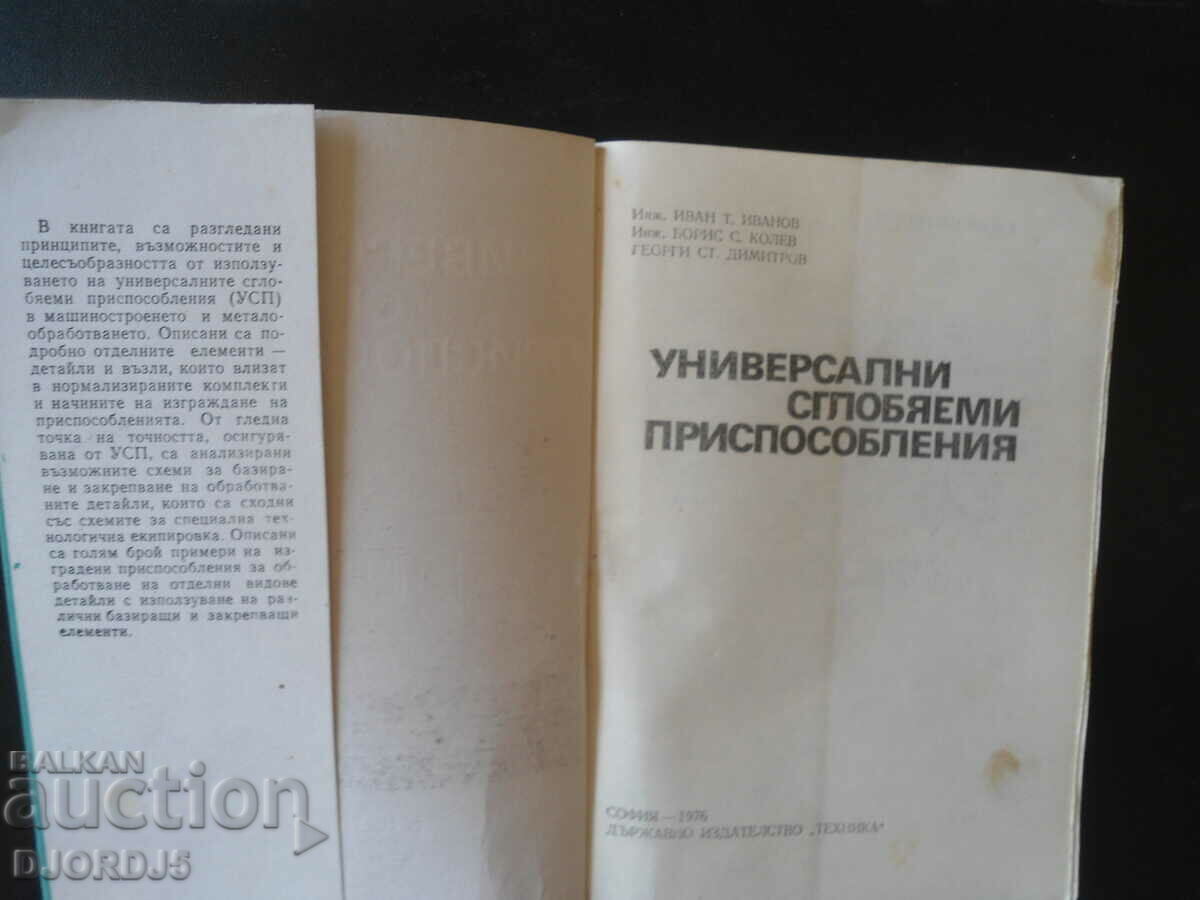 В книгата са разгледани
принципите, възможностите и
целесъобразността от използу-
ването на универсалните сгло-
бяеми приспособления (УСП)
в машиностроенето и метало-
обработването. Описани са по-
дробно отделните елементи —
детайли и възли, които влизат
в нормализираните комплекти
и начините на изграждане на
приспособленията. От гледна
точка на точността, осигуря-
вана от УСП, са анализирани
възможните схеми за базира-
не и закрепване на обработва-
ните детайли, които са сходни
със схемите за специална тех-
нологична екипировка. Описани
са голям брой примери на из-
градени приспособления за об-
работване на отделни видове
детайли с използуване на раз-
лични базиращи и закрепващи
елементи.
Инж. ИВАН Т. ИВАНОВ
Инж. БОРИС С. КОЛЕВ
ГЕОРГИ СТ. ДИМИТРОВ
УНИВЕРСАЛНИ
СГЛОБЯЕМИ
ПРИСПОСОБЛЕНИЯ
СОФИЯ — 1976
ДЪРЖАВНО ИЗДАТЕЛСТВО „ТЕХНИКА"
BALKAN
auction
DJORDJ5